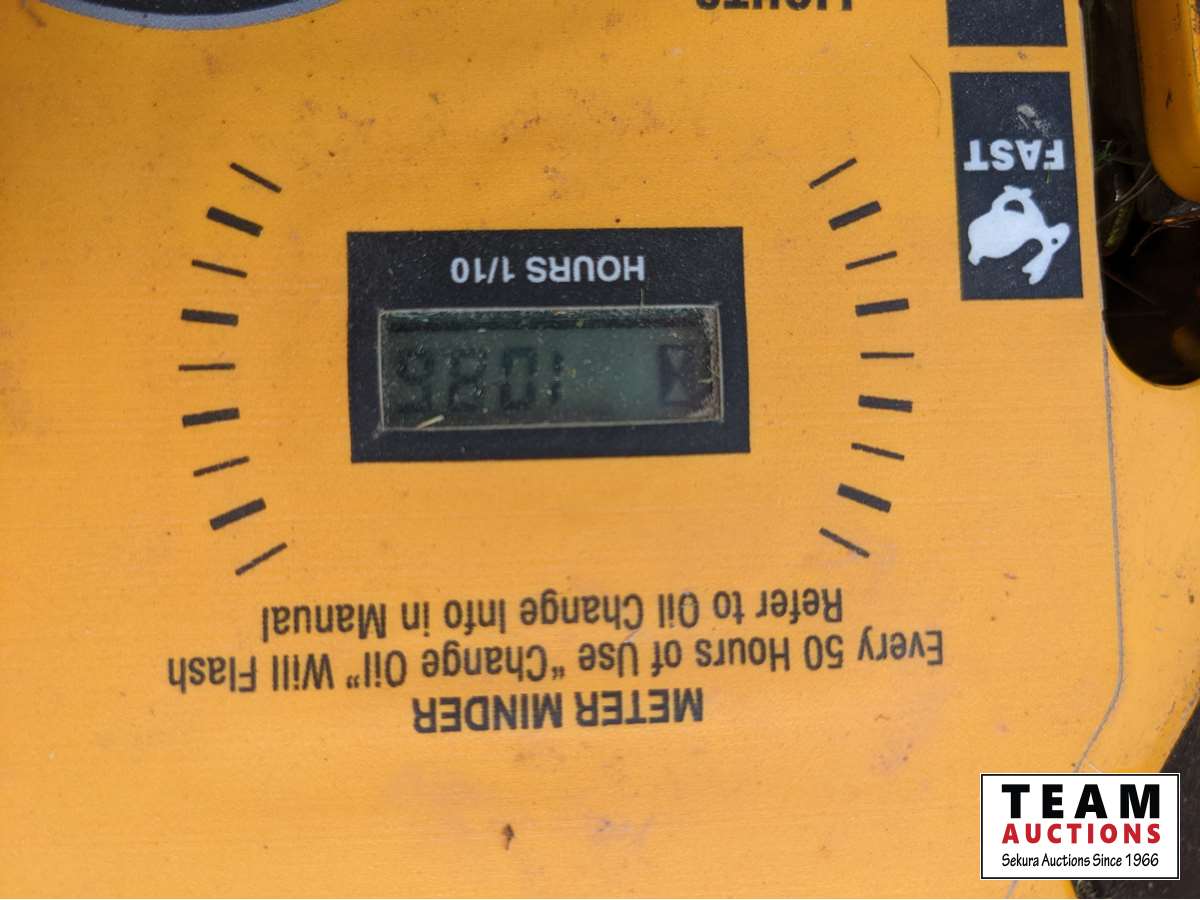 METER MINDER
Every 50 Hours of Use "Change Oil" Will Flash
Refer to Oil Change Info in Manual
HOURS 1/10
FAST
LIGHTS
TEAM
AUCTIONS
Sekura Auctions Since 1966